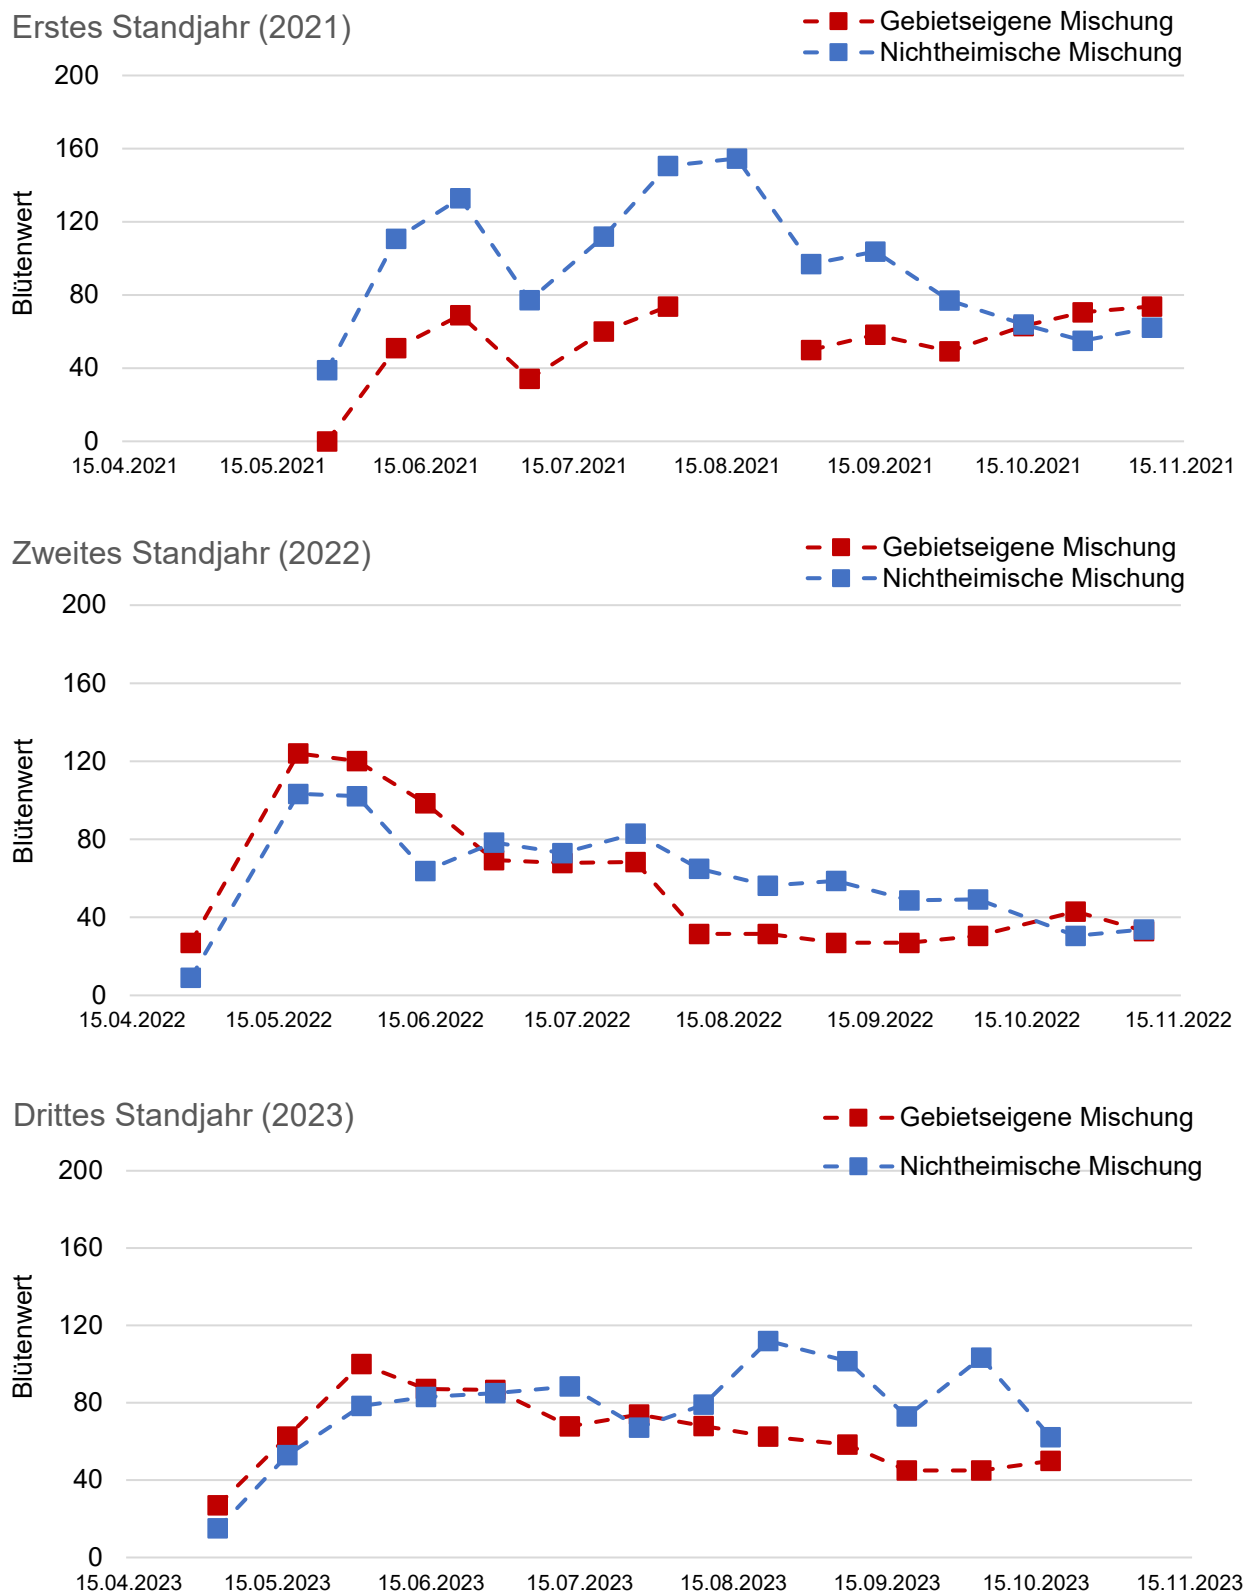 Erstes Standjahr (2021)
Gebietseigene Mischung
Nichtheimische Mischung
Blütenwert
200
160
120
80
40
0
15.04.2021 15.05.2021 15.06.2021 15.07.2021 15.08.2021 15.09.2021 15.10.2021 15.11.2021
Zweites Standjahr (2022)
Gebietseigene Mischung
Nichtheimische Mischung
Blütenwert
200
160
120
80
40
0
15.04.2022 15.05.2022 15.06.2022 15.07.2022 15.08.2022 15.09.2022 15.10.2022 15.11.2022
Drittes Standjahr (2023)
Gebietseigene Mischung
Nichtheimische Mischung
Blütenwert
200
160
120
80
40
0
15.04.2023 15.05.2023 15.06.2023 15.07.2023 15.08.2023 15.09.2023 15.10.2023 15.11.2023